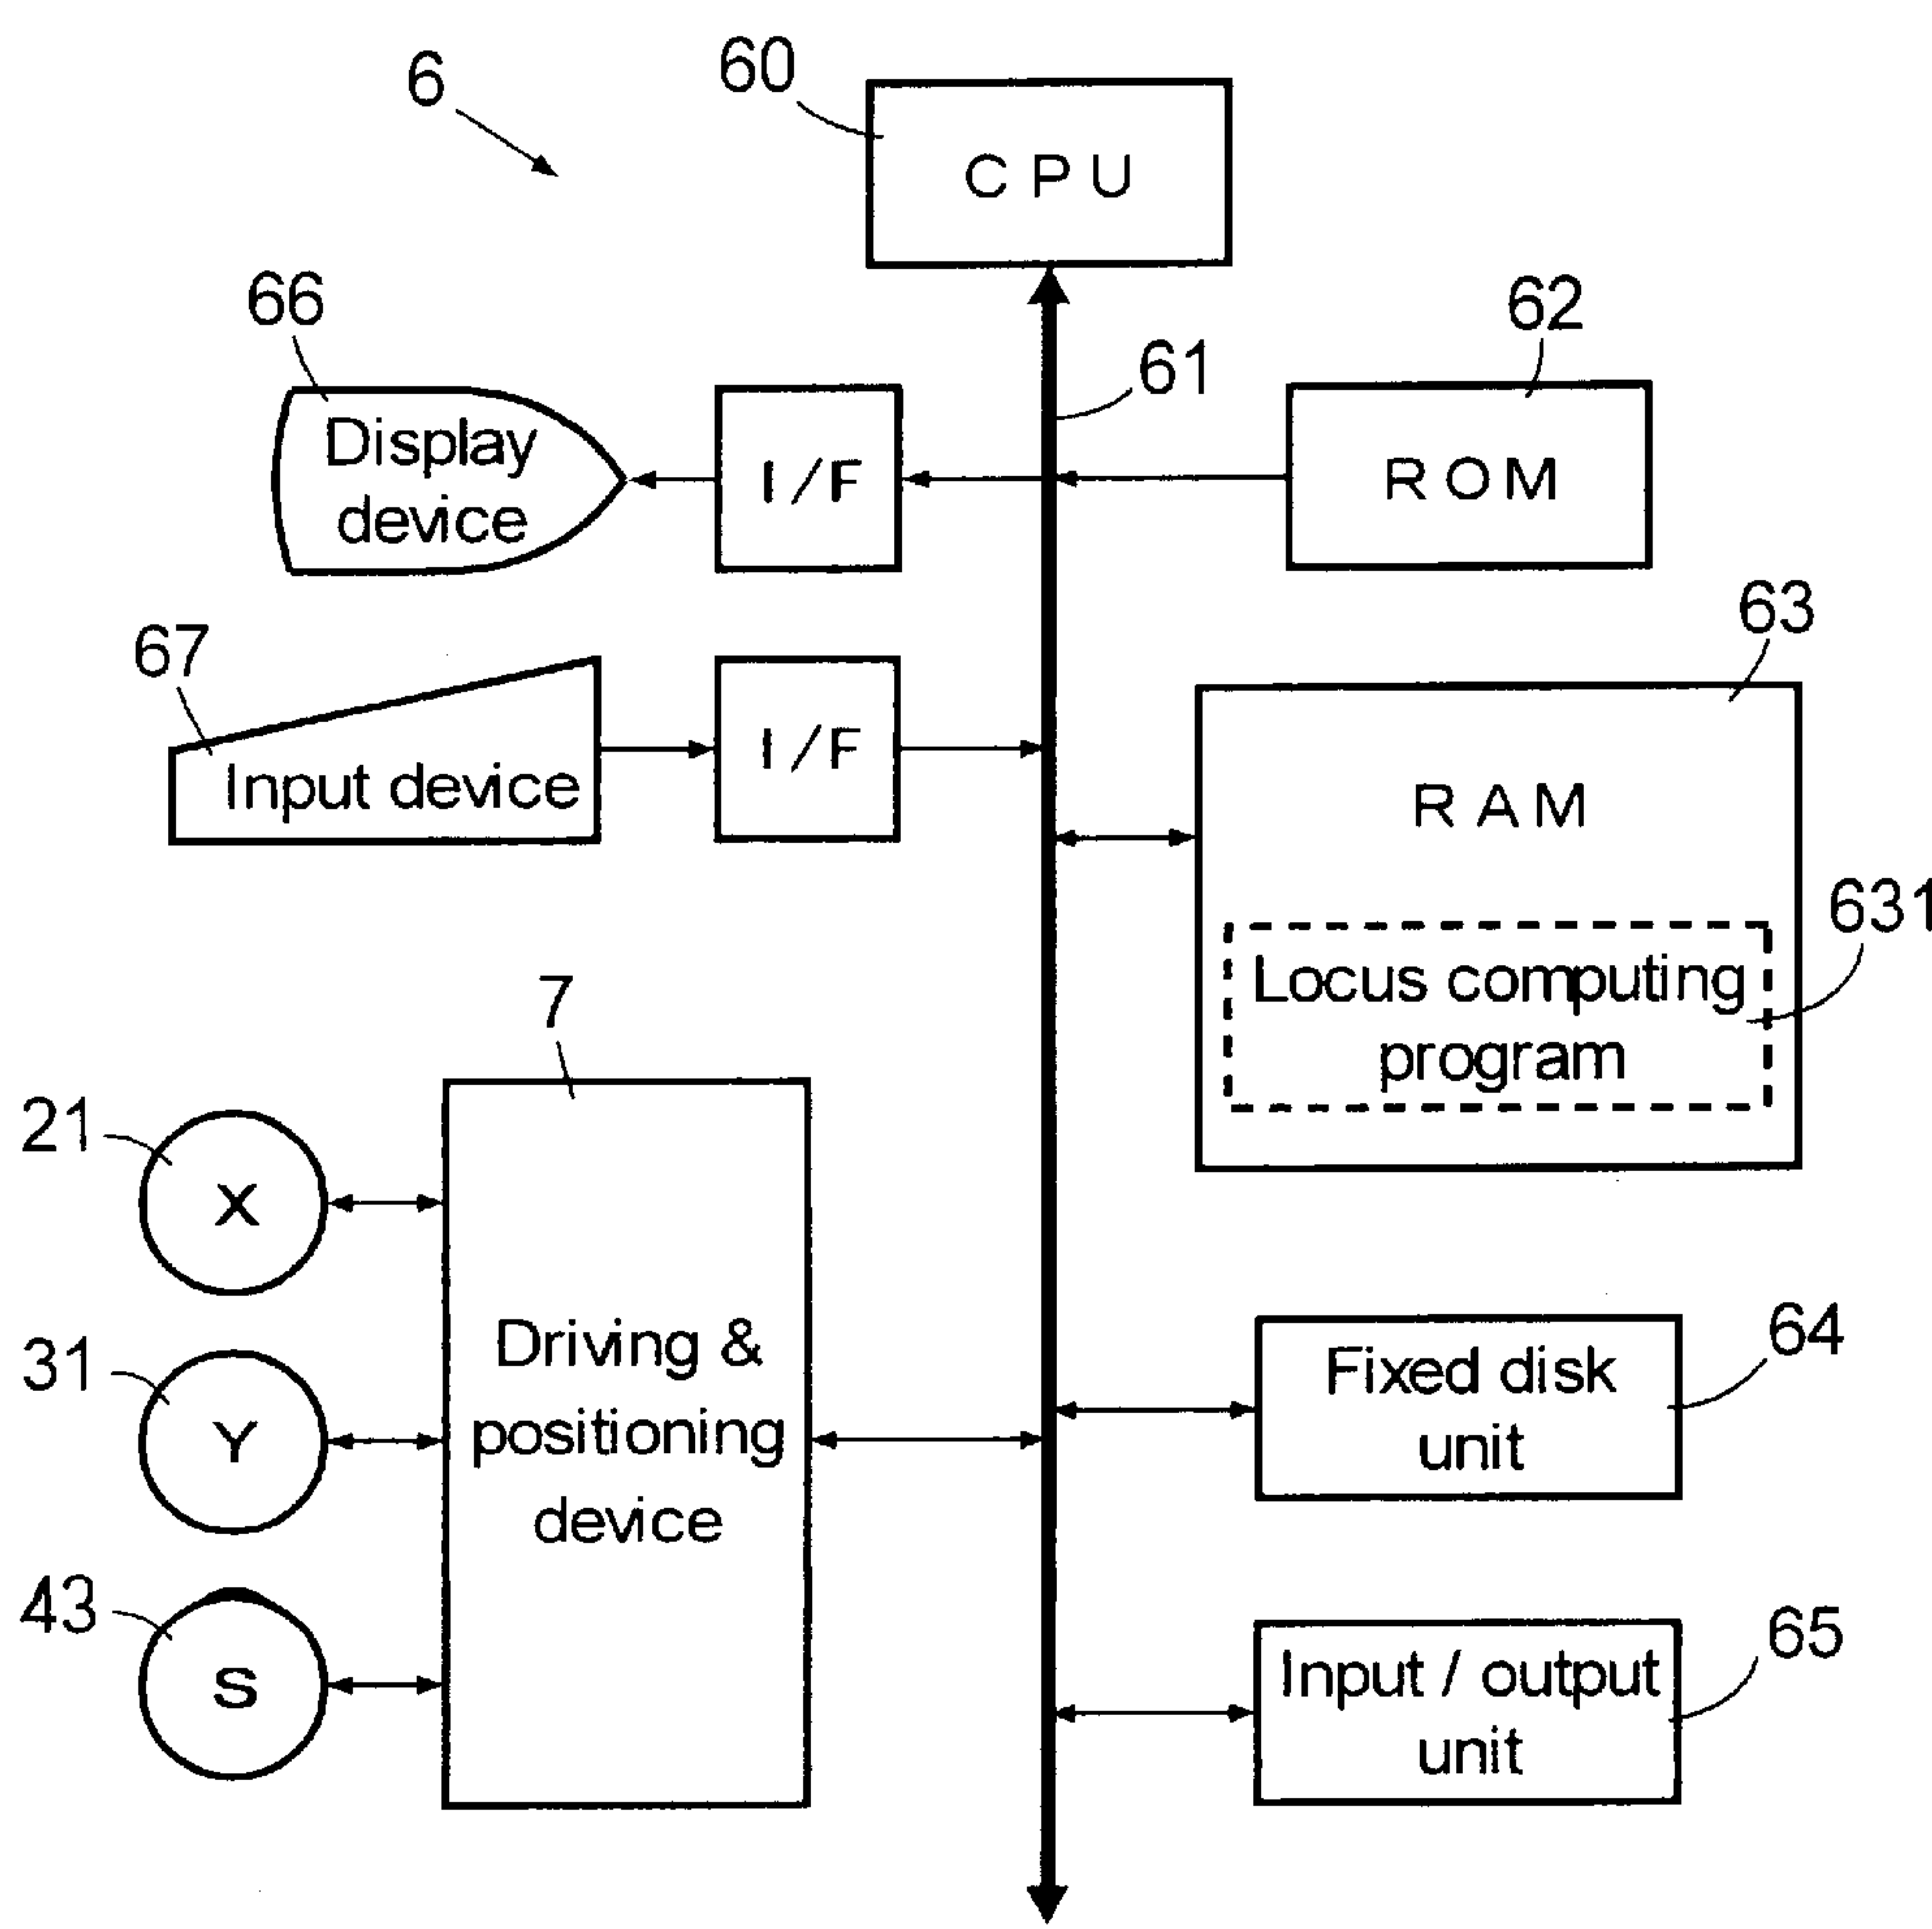 6
60
CPU
66
62
61
Display
device
I/F
ROM
67
63
Input device
I/F
RAM
631
Locus computing
program
7
21
X
31
Y
43
S
Driving &
positioning
device
64
Fixed disk
unit
65
Input / output
unit